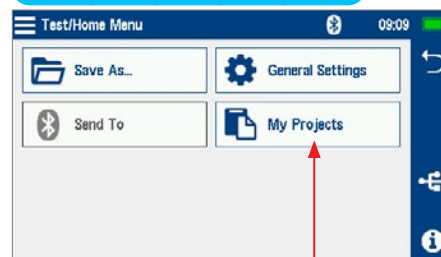 Test/Home Menu 09:09
Save As... General Settings
Send To My Projects